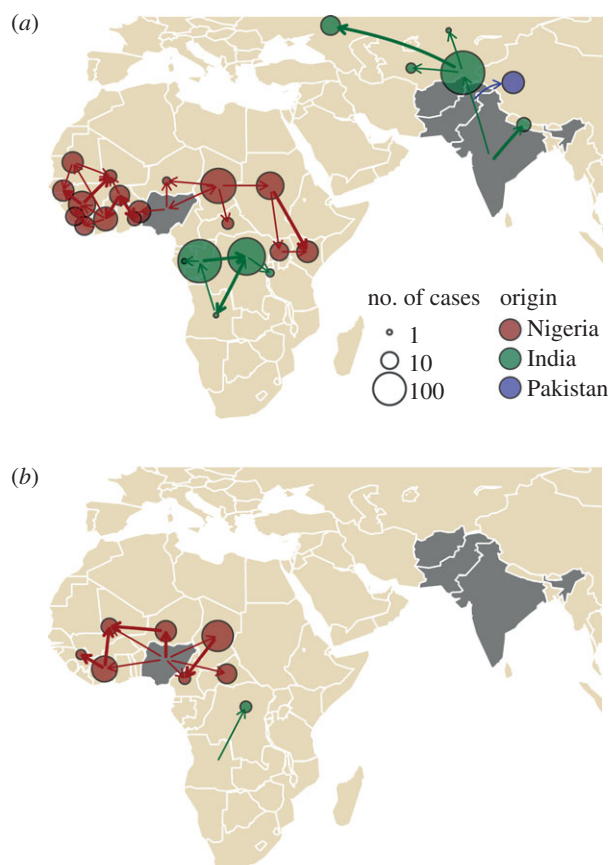 (a)
no. of cases
1
10
100
origin
Nigeria
India
Pakistan
(b)